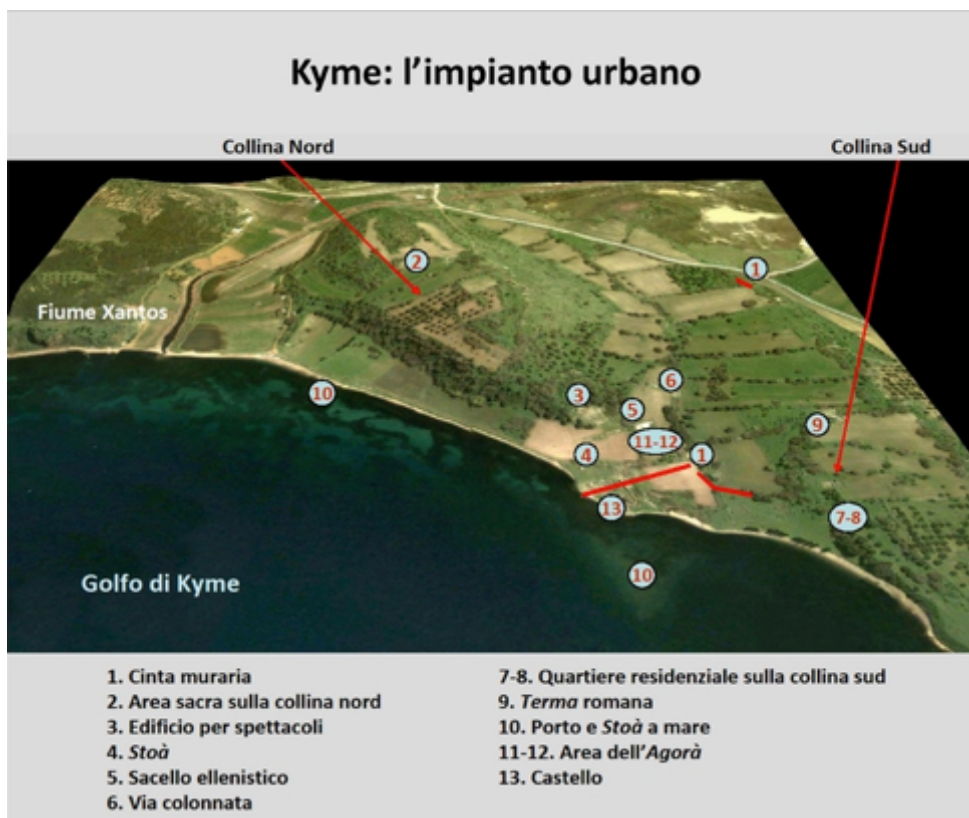 Kyme: l'impianto urbano
Collina Nord
Collina Sud
2
1
Fiume Xantos
10
3
6
5
9
4
11-12
1
13
7-8
10
Golfo di Kyme
1. Cinta muraria
2. Area sacra sulla collina nord
3. Edificio per spettacoli
4. Stoà
5. Sacello ellenistico
6. Via colonnata
7-8. Quartiere residenziale sulla collina sud
9. Terma romana
10. Porto e Stoà a mare
11-12. Area dell'Agorà
13. Castello